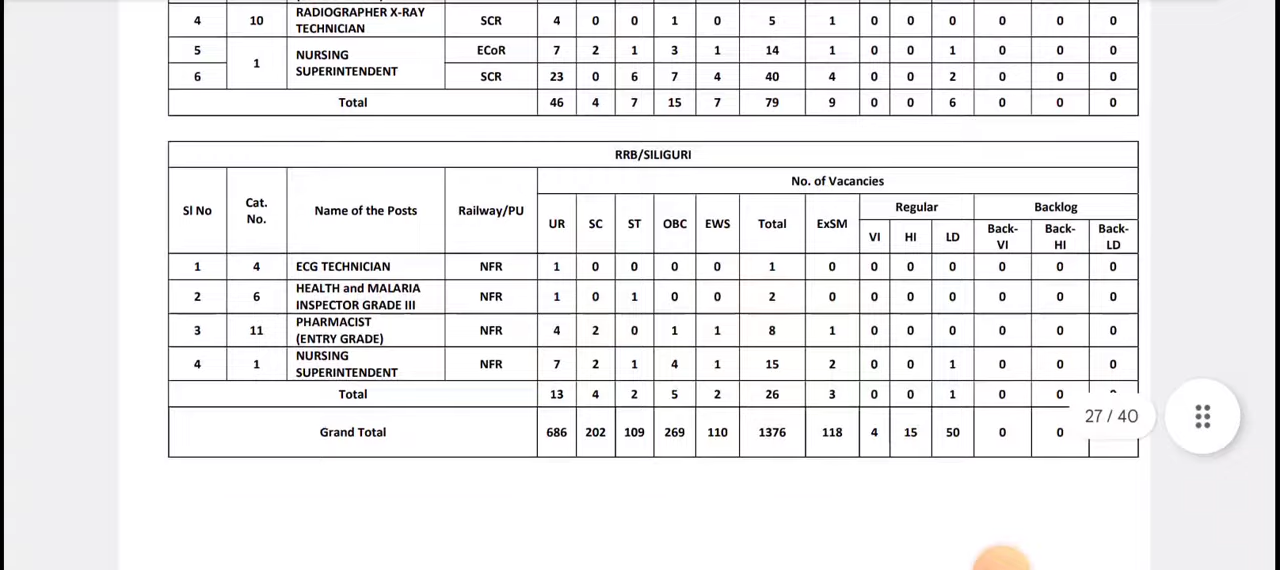 4 10 RADIOGRAPHER X-RAY TECHNICIAN SCR 4 0 0 1 0 5 1 0 0 0 0 0 0
5 1 NURSING SUPERINTENDENT ECoR 7 2 1 3 1 14 1 0 0 1 0 0 0
6 SCR 23 0 6 7 4 40 4 0 0 2 0 0 0
Total 46 4 7 15 7 79 9 0 0 6 0 0 0
RRB/SILIGURI
Sl No Cat. No. Name of the Posts Railway/PU No. of Vacancies
UR SC ST OBC EWS Total ExSM Regular Backlog
VI HI LD Back-VI Back-HI Back-LD
1 4 ECG TECHNICIAN NFR 1 0 0 0 0 1 0 0 0 0 0 0 0
2 6 HEALTH and MALARIA INSPECTOR GRADE III NFR 1 0 1 0 0 2 0 0 0 0 0 0 0
3 11 PHARMACIST (ENTRY GRADE) NFR 4 2 0 1 1 8 1 0 0 0 0 0 0
4 1 NURSING SUPERINTENDENT NFR 7 2 1 4 1 15 2 0 0 1 0 0 0
Total 13 4 2 5 2 26 3 0 0 1 0 0
27 / 40
Grand Total 686 202 109 269 110 1376 118 4 15 50 0 0